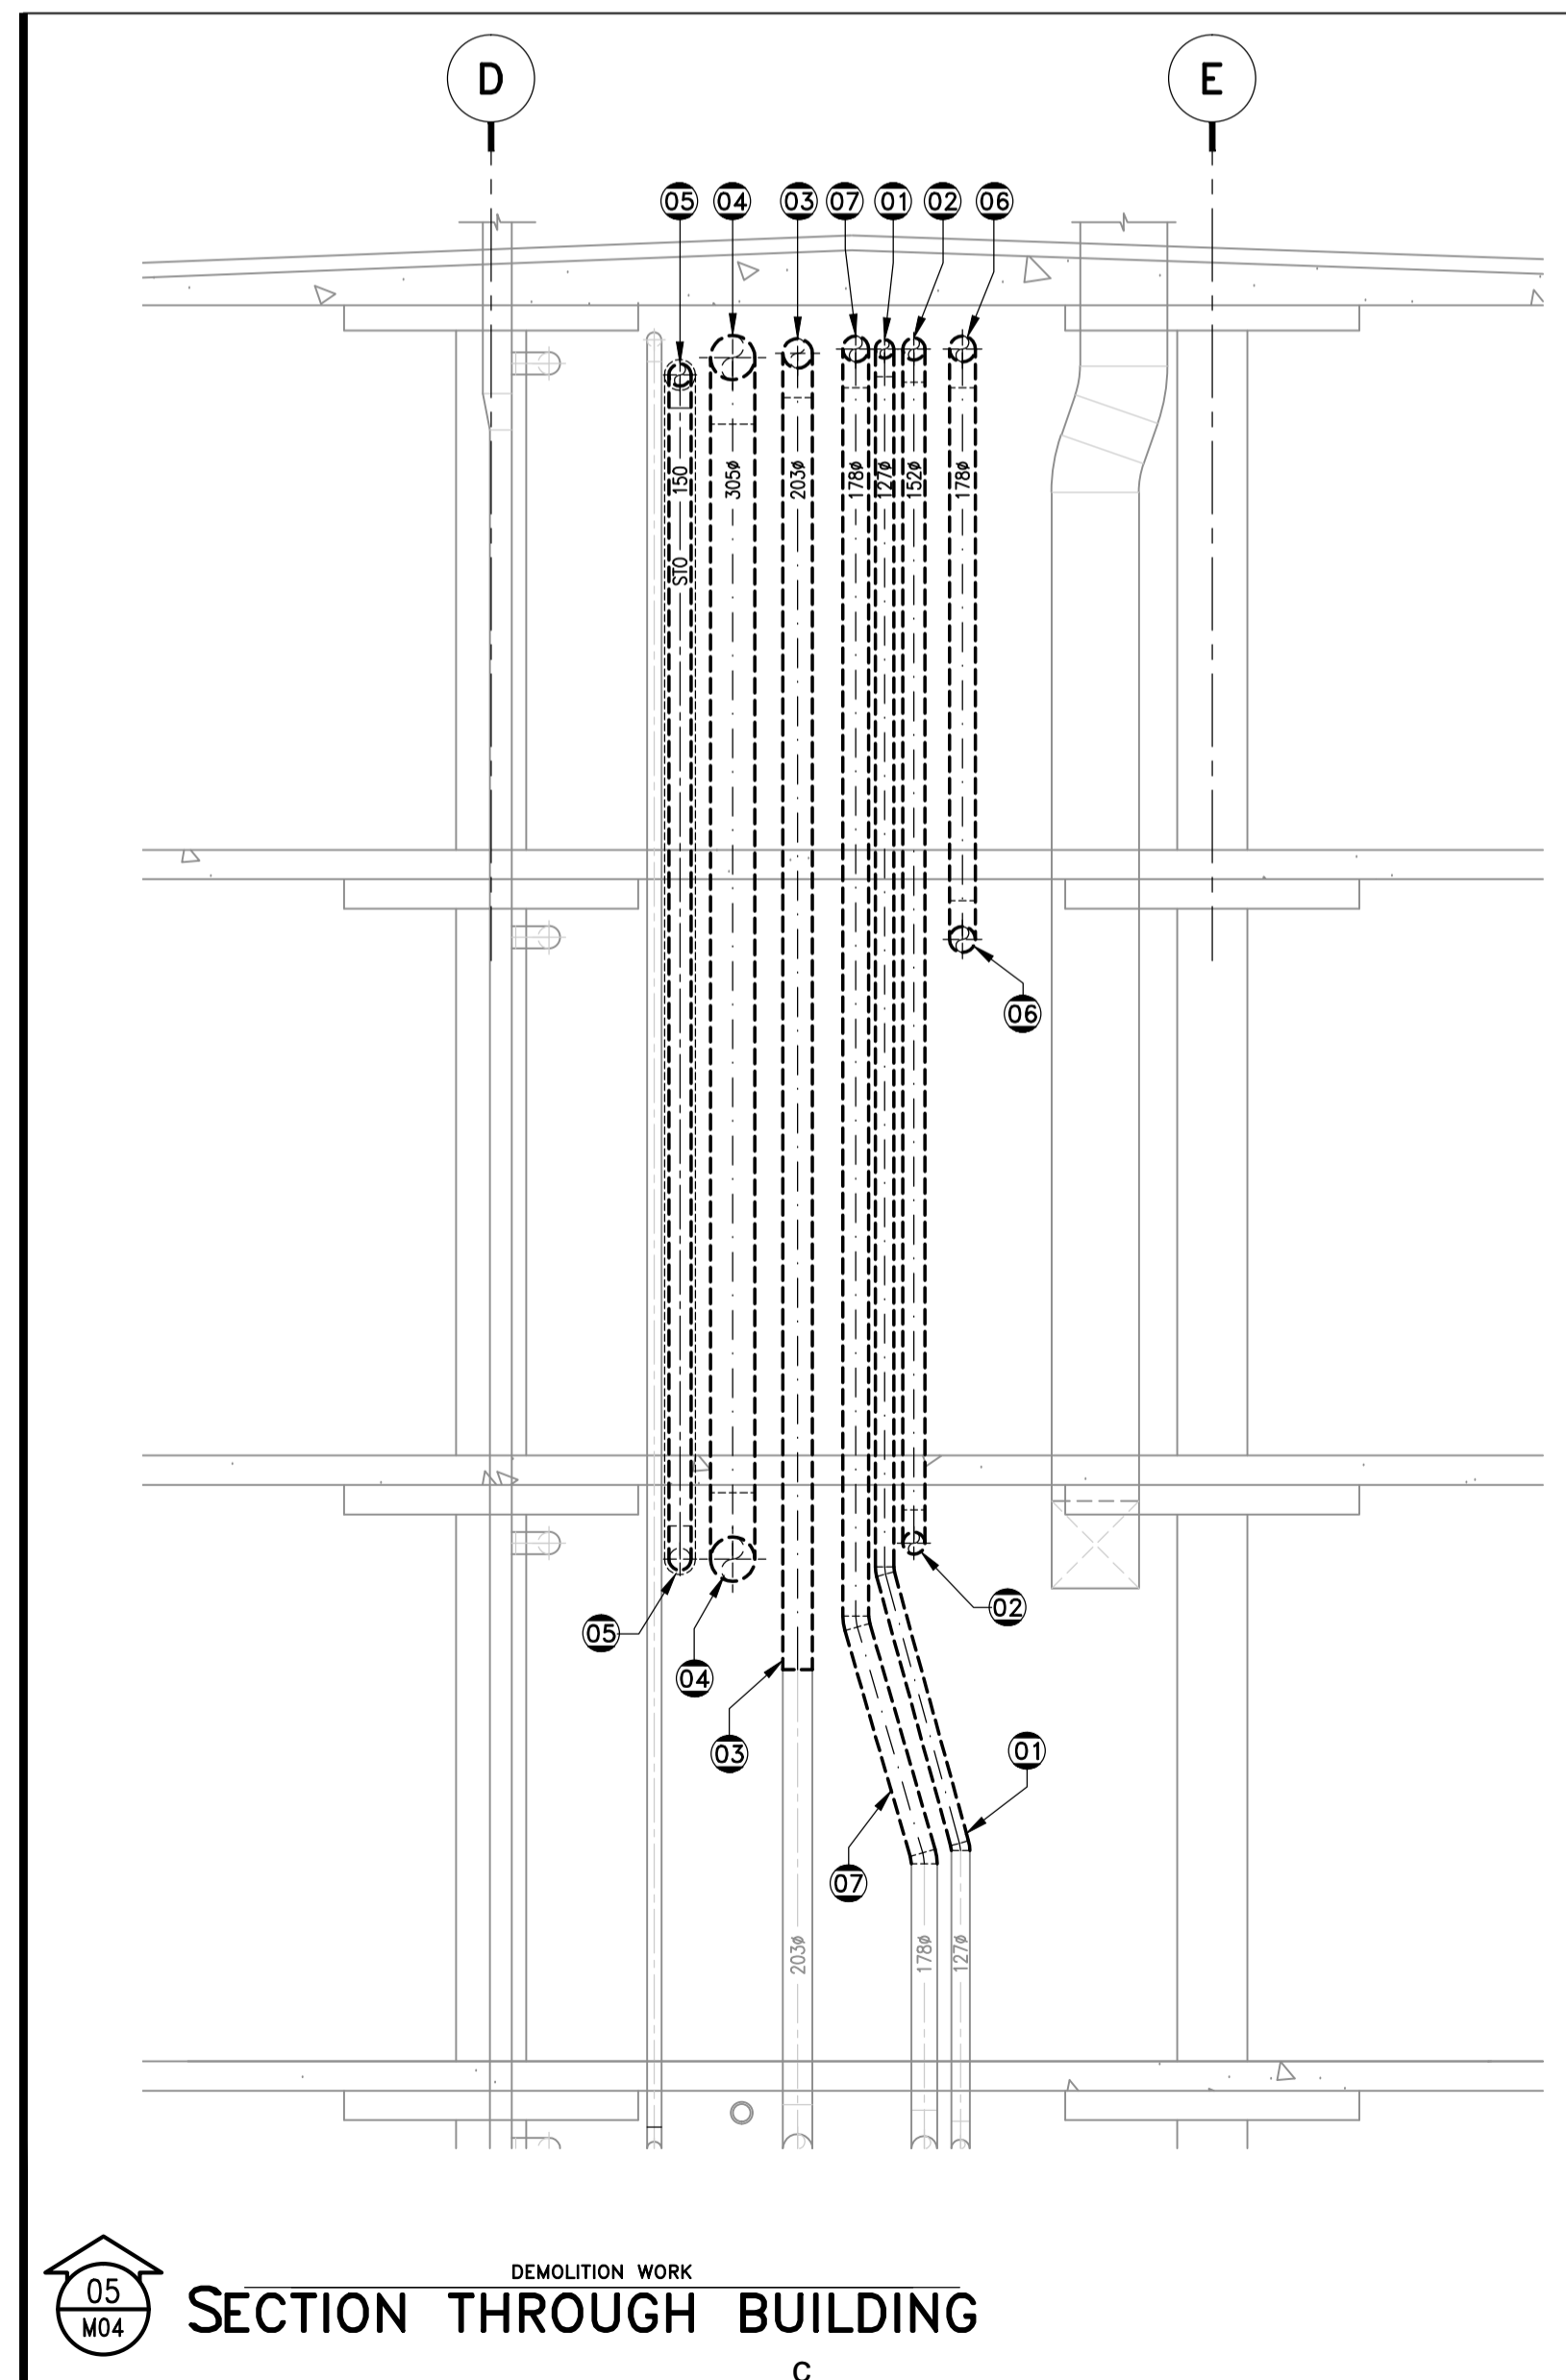 D E
05 04 03 07 01 02 06
150 305ø 203ø 178ø 127ø 152ø 178ø
STO
06
02
05
04
03
01
07
203ø 178ø 127ø
05
M04
DEMOLITION WORK
SECTION THROUGH BUILDING
C